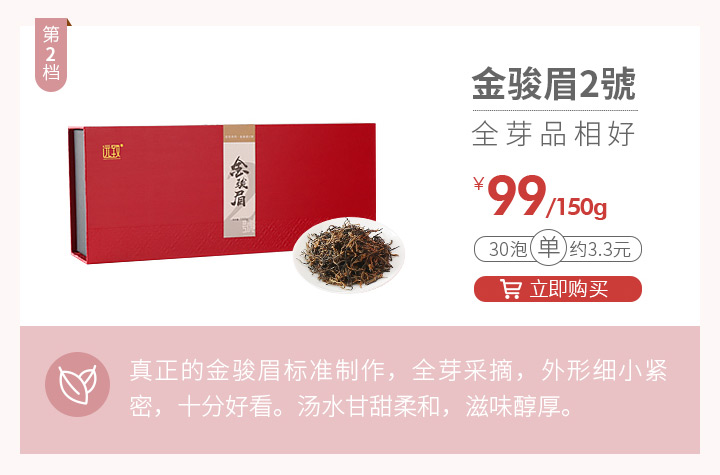 第
2
档
金骏眉2號
全芽品相好
¥99/150g
30泡 单 约3.3元
立即购买
金骏眉
真正的金骏眉标准制作，全芽采摘，外形细小紧
密，十分好看。汤水甘甜柔和，滋味醇厚。